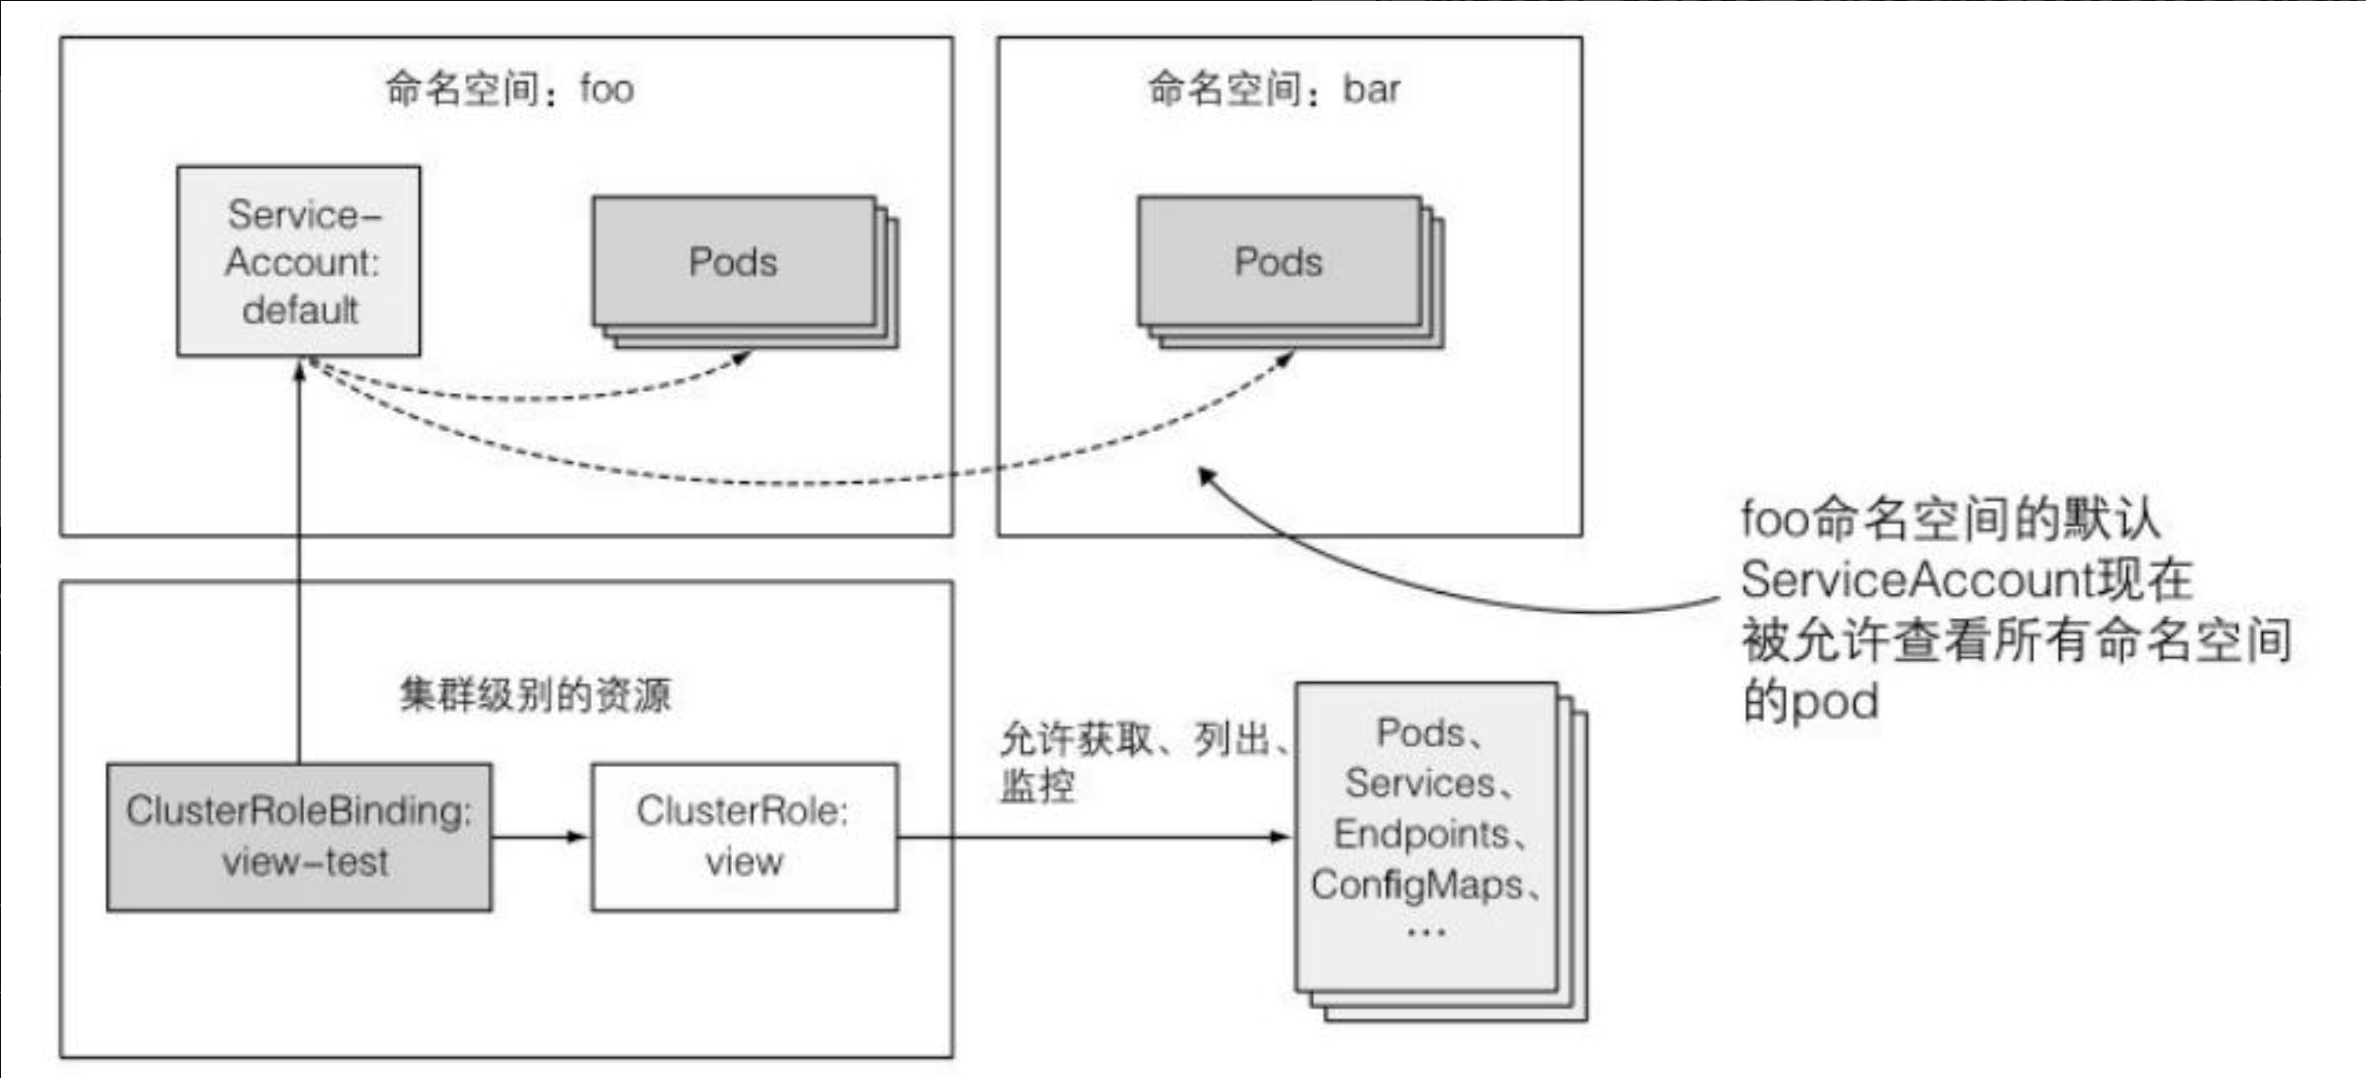 命名空间：foo
命名空间：bar
Service-
Account:
default
Pods
Pods
foo命名空间的默认
ServiceAccount现在
被允许查看所有命名空间
的pod
集群级别的资源
ClusterRoleBinding:
view-test
ClusterRole:
view
允许获取、列出、
监控
Pods、
Services、
Endpoints、
ConfigMaps、
…